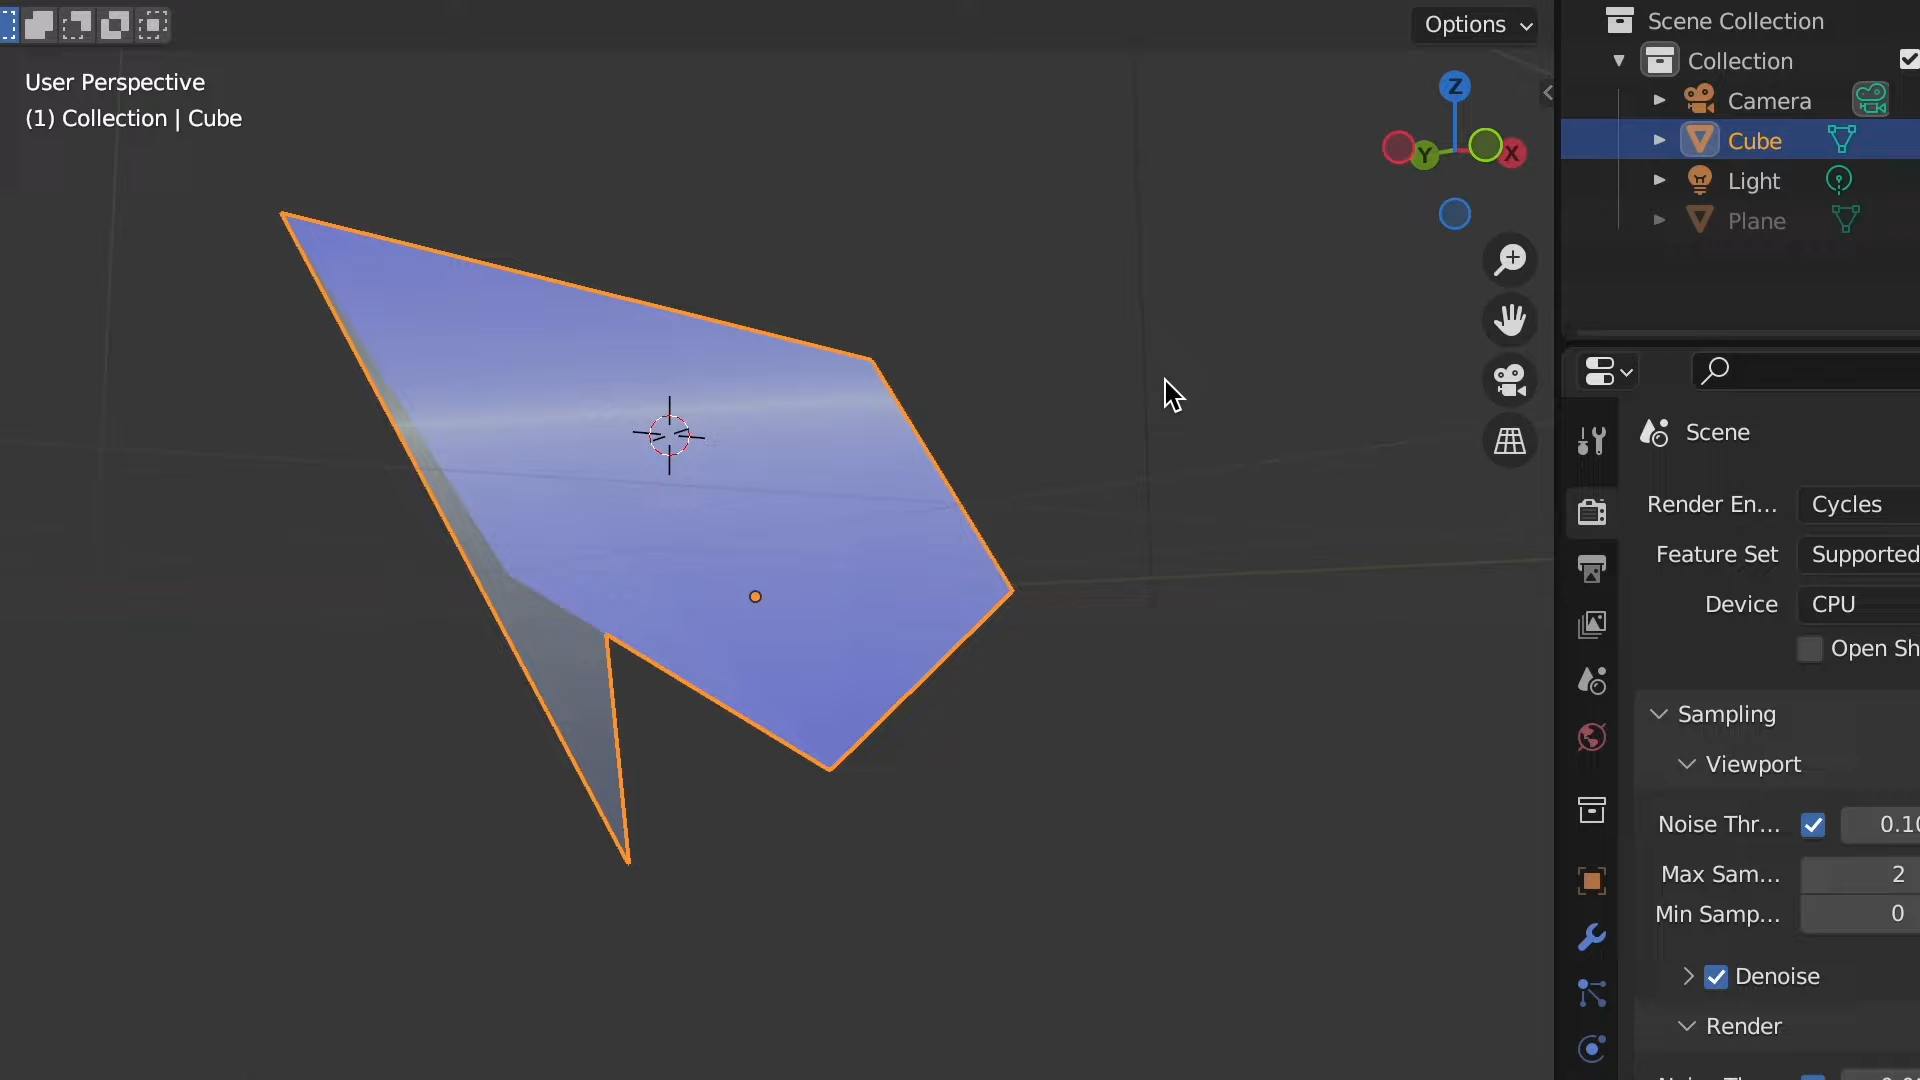 Options
User Perspective
(1) Collection | Cube
Z
Y
X
Scene Collection
Collection
Camera
Cube
Light
Plane
Scene
Render En... Cycles
Feature Set Supported
Device CPU
Open Sh
Sampling
Viewport
Noise Thr... 0.10
Max Sam... 2
Min Samp... 0
Denoise
Render